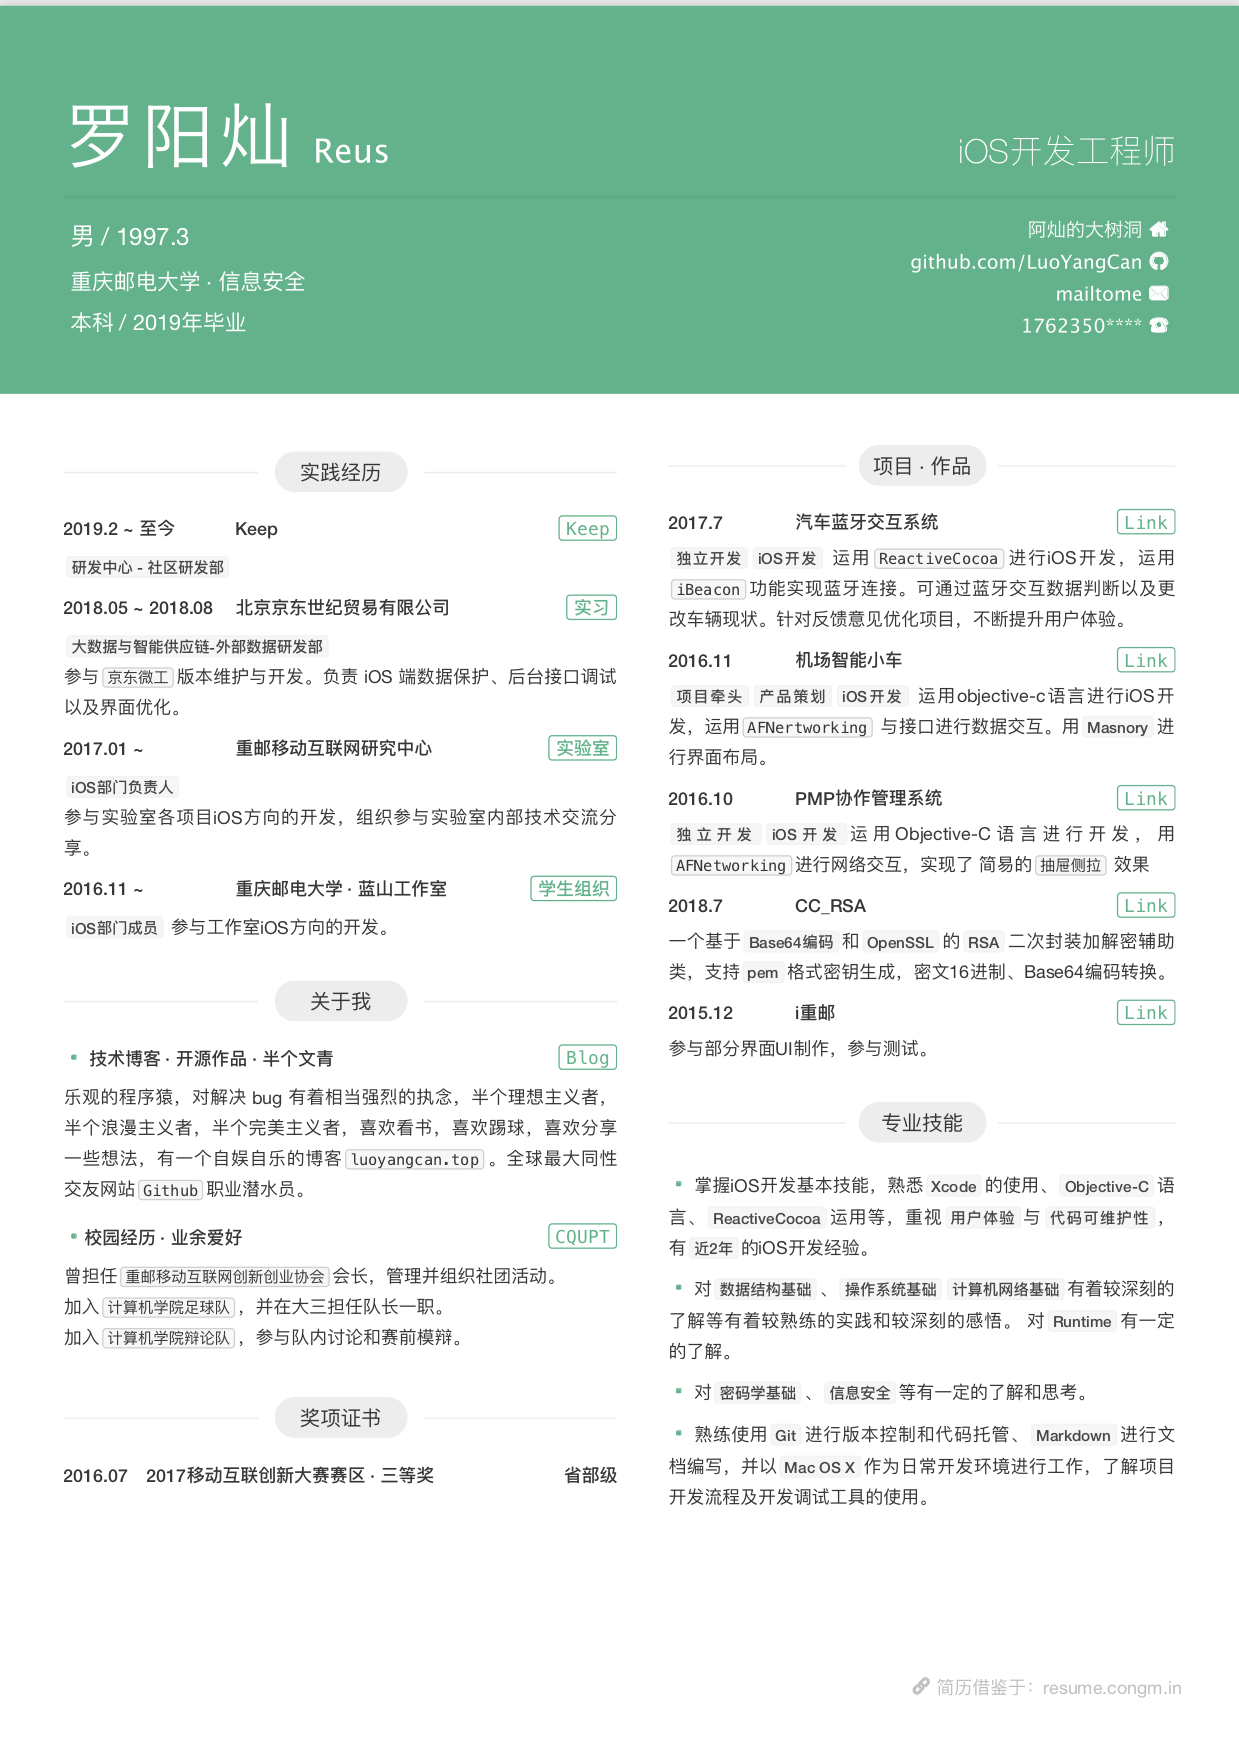 罗阳灿 Reus
iOS开发工程师
男 / 1997.3
重庆邮电大学 · 信息安全
本科 / 2019年毕业
阿灿的大树洞
github.com/LuoYangCan
mailtome
1762350****
实践经历
2019.2 ~ 至今 Keep Keep
研发中心 - 社区研发部
2018.05 ~ 2018.08 北京京东世纪贸易有限公司 实习
大数据与智能供应链-外部数据研发部
参与 京东微工 版本维护与开发。负责 iOS 端数据保护、后台接口调试
以及界面优化。
2017.01 ~ 重邮移动互联网研究中心 实验室
iOS部门负责人
参与实验室各项目iOS方向的开发，组织参与实验室内部技术交流分
享。
2016.11 ~ 重庆邮电大学 · 蓝山工作室 学生组织
iOS部门成员 参与工作室iOS方向的开发。
关于我
技术博客 · 开源作品 · 半个文青 Blog
乐观的程序猿，对解决 bug 有着相当强烈的执念，半个理想主义者，
半个浪漫主义者，半个完美主义者，喜欢看书，喜欢踢球，喜欢分享
一些想法，有一个自娱自乐的博客 luoyangcan.top 。全球最大同性
交友网站 Github 职业潜水员。
校园经历 · 业余爱好 CQUPT
曾担任 重邮移动互联网创新创业协会 会长，管理并组织社团活动。
加入 计算机学院足球队 ，并在大三担任队长一职。
加入 计算机学院辩论队 ，参与队内讨论和赛前模辩。
奖项证书
2016.07 2017移动互联创新大赛赛区 · 三等奖 省部级
项目 · 作品
2017.7 汽车蓝牙交互系统 Link
独立开发 iOS开发 运用 ReactiveCocoa 进行iOS开发，运用
iBeacon 功能实现蓝牙连接。可通过蓝牙交互数据判断以及更
改车辆现状。针对反馈意见优化项目，不断提升用户体验。
2016.11 机场智能小车 Link
项目牵头 产品策划 iOS开发 运用objective-c语言进行iOS开
发，运用 AFNertworking 与接口进行数据交互。用 Masnory 进
行界面布局。
2016.10 PMP协作管理系统 Link
独立开发 iOS开发 运用Objective-C语言进行开发，用
AFNetworking 进行网络交互，实现了 简易的 抽屉侧拉 效果
2018.7 CC_RSA Link
一个基于 Base64编码 和 OpenSSL 的 RSA 二次封装加解密辅助
类，支持 pem 格式密钥生成，密文16进制、Base64编码转换。
2015.12 i重邮 Link
参与部分界面UI制作，参与测试。
专业技能
掌握iOS开发基本技能，熟悉 Xcode 的使用、 Objective-C 语
言、 ReactiveCocoa 运用等，重视 用户体验 与 代码可维护性 ，
有 近2年 的iOS开发经验。
对 数据结构基础 、 操作系统基础 计算机网络基础 有着较深刻的
了解等有着较熟练的实践和较深刻的感悟。 对 Runtime 有一定
的了解。
对 密码学基础 、 信息安全 等有一定的了解和思考。
熟练使用 Git 进行版本控制和代码托管、 Markdown 进行文
档编写，并以 Mac OS X 作为日常开发环境进行工作，了解项目
开发流程及开发调试工具的使用。
简历借鉴于：resume.congm.in